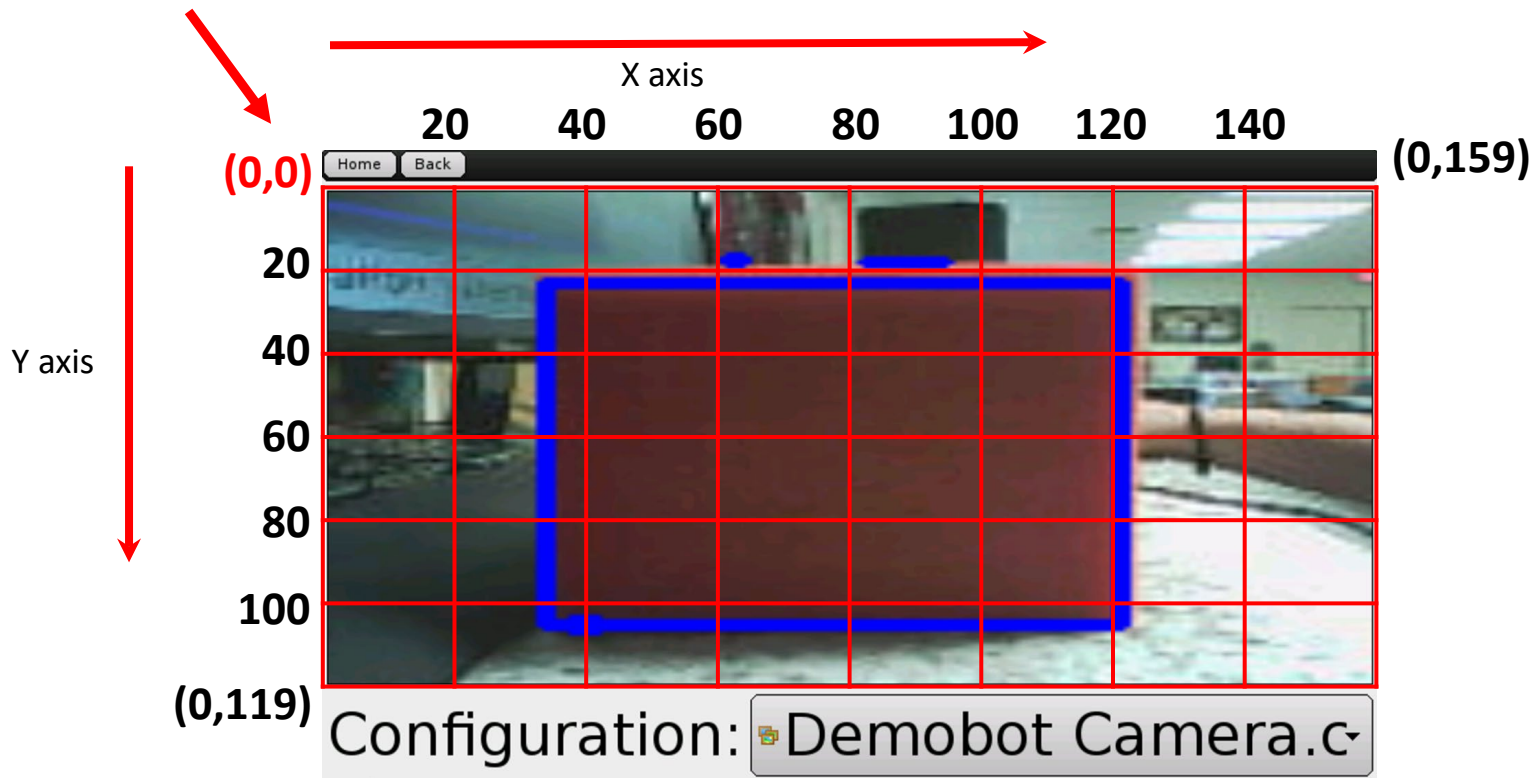 X axis
20 40 60 80 100 120 140
(0,0)
Home Back
(0,159)
20
40
Y axis
60
80
100
(0,119)
Configuration: Demobot Camera.c